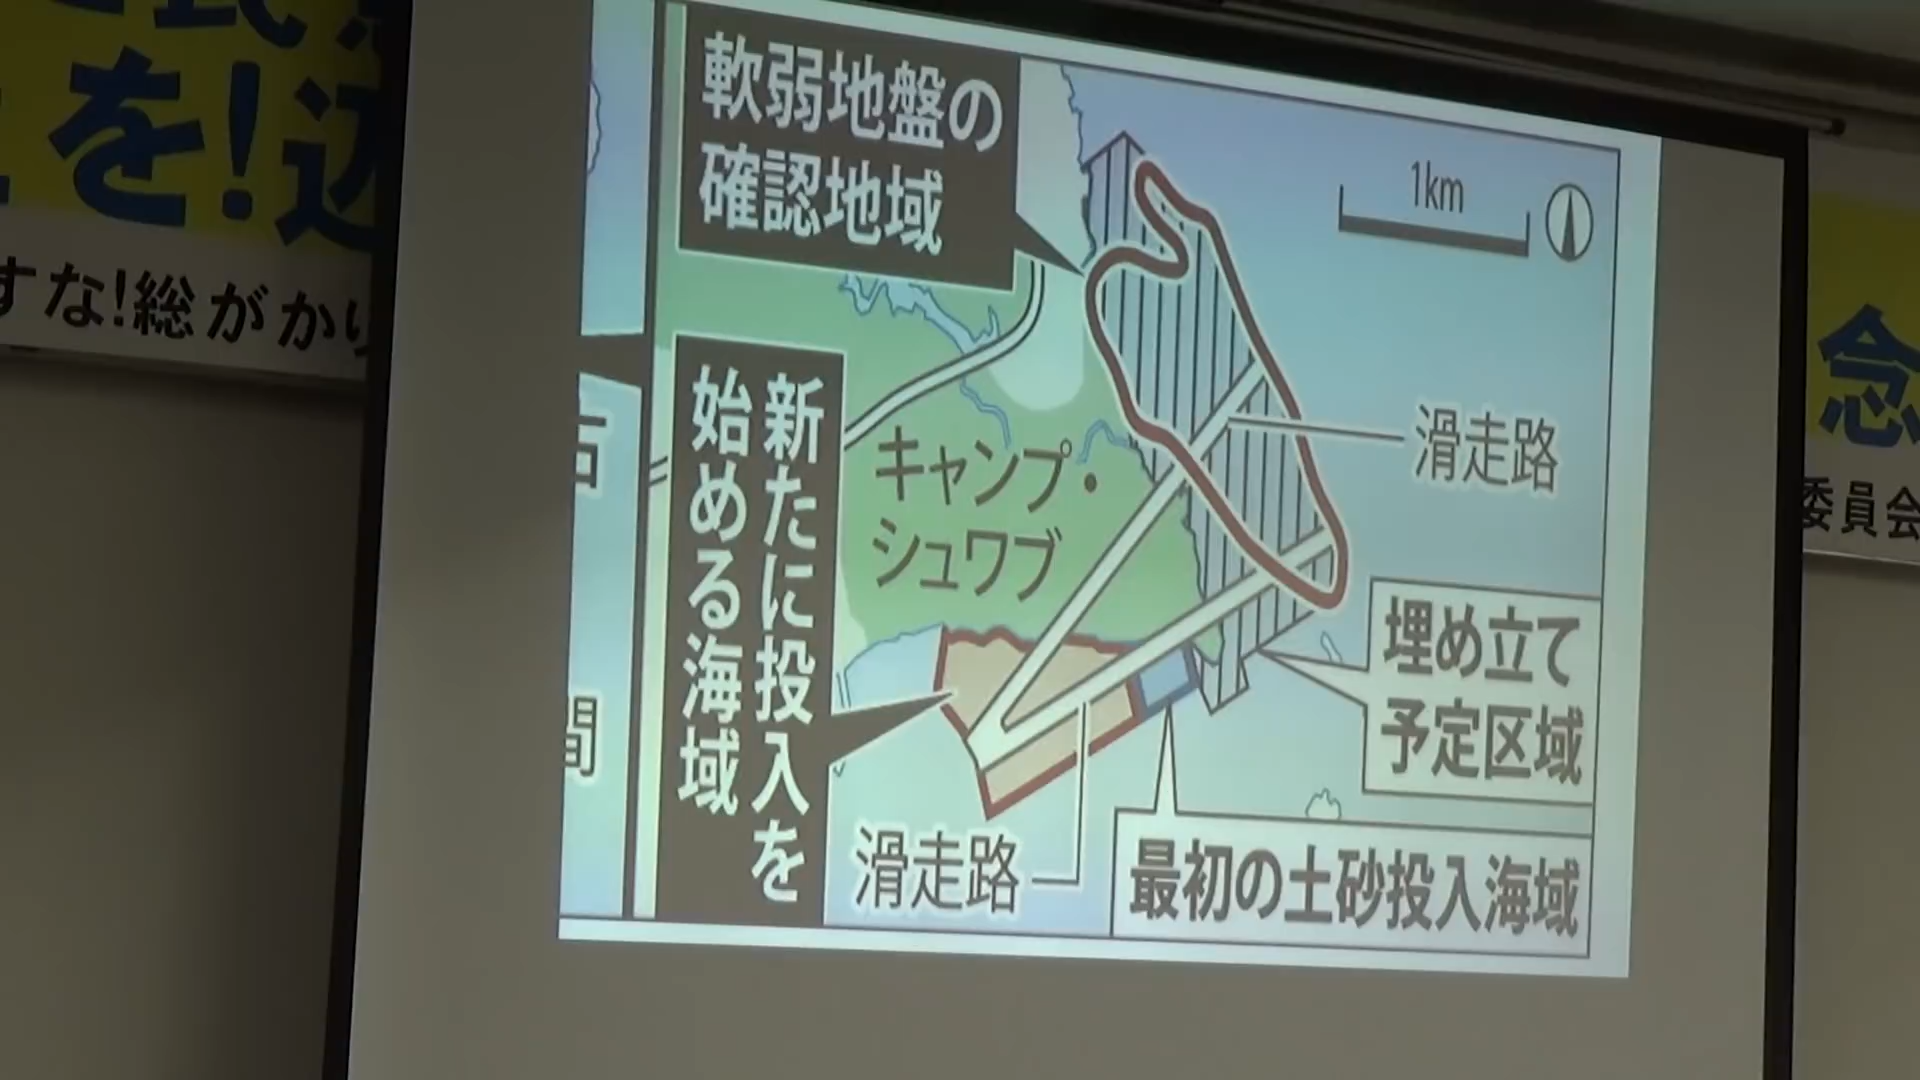 を!
すな!総がかり
軟弱地盤の
確認地域
1km
滑走路
キャンプ・
シュワブ
新たに投入を
始める海域
埋め立て
予定区域
滑走路
最初の土砂投入海域
間
念
委員会